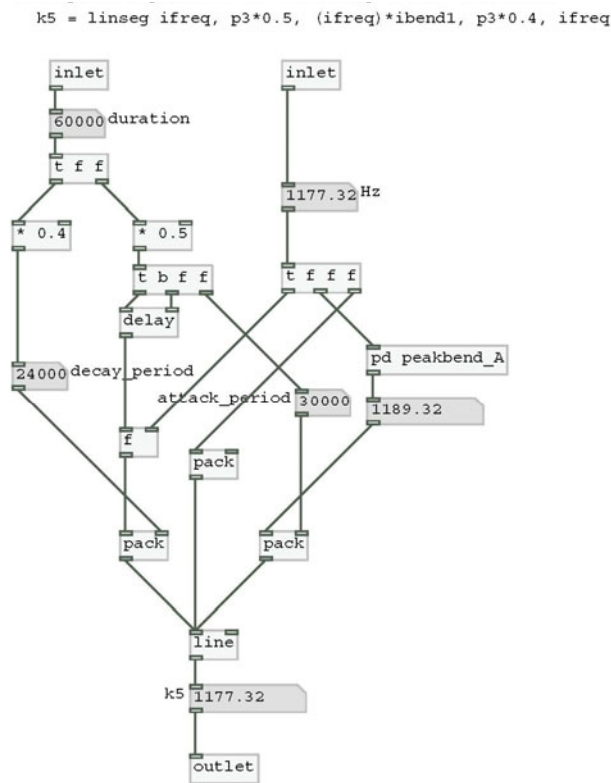 k5 = linseg ifreq, p3*0.5, (ifreq)*ibend1, p3*0.4, ifreq
inlet
inlet
60000 duration
t f f
1177.32 Hz
* 0.4
* 0.5
t b f f
t f f f
delay
pd peakbend_A
24000 decay_period
attack_period 30000
1189.32
f
pack
pack
pack
line
k5 1177.32
outlet